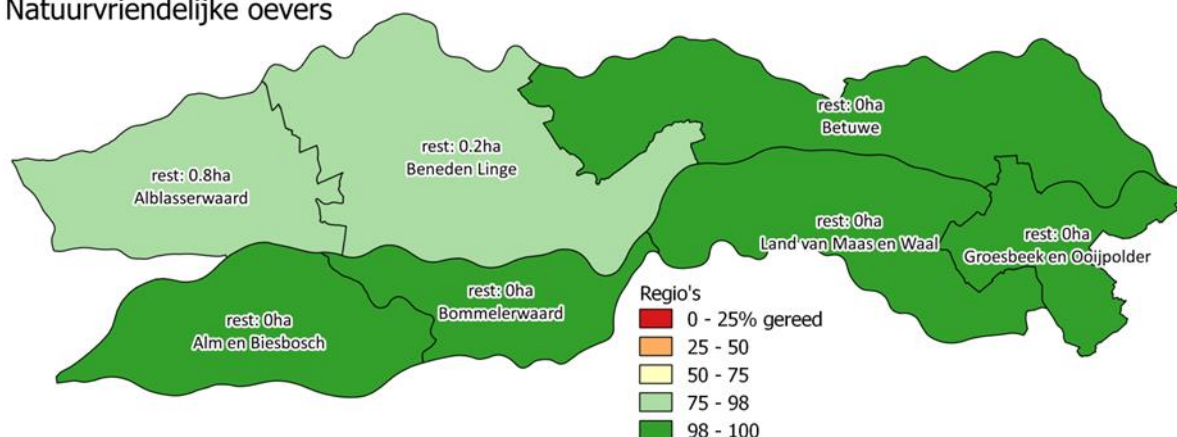 Natuurvriendelijke oevers
rest: 0ha
Betuwe
rest: 0.2ha
Beneden Linge
rest: 0.8ha
Alblasserwaard
rest: 0ha
Land van Maas en Waal
rest: 0ha
Groesbeek en Ooijpolder
rest: 0ha
Bommelerwaard
rest: 0ha
Alm en Biesbosch
Regio's
0 - 25% gereed
25 - 50
50 - 75
75 - 98
98 - 100